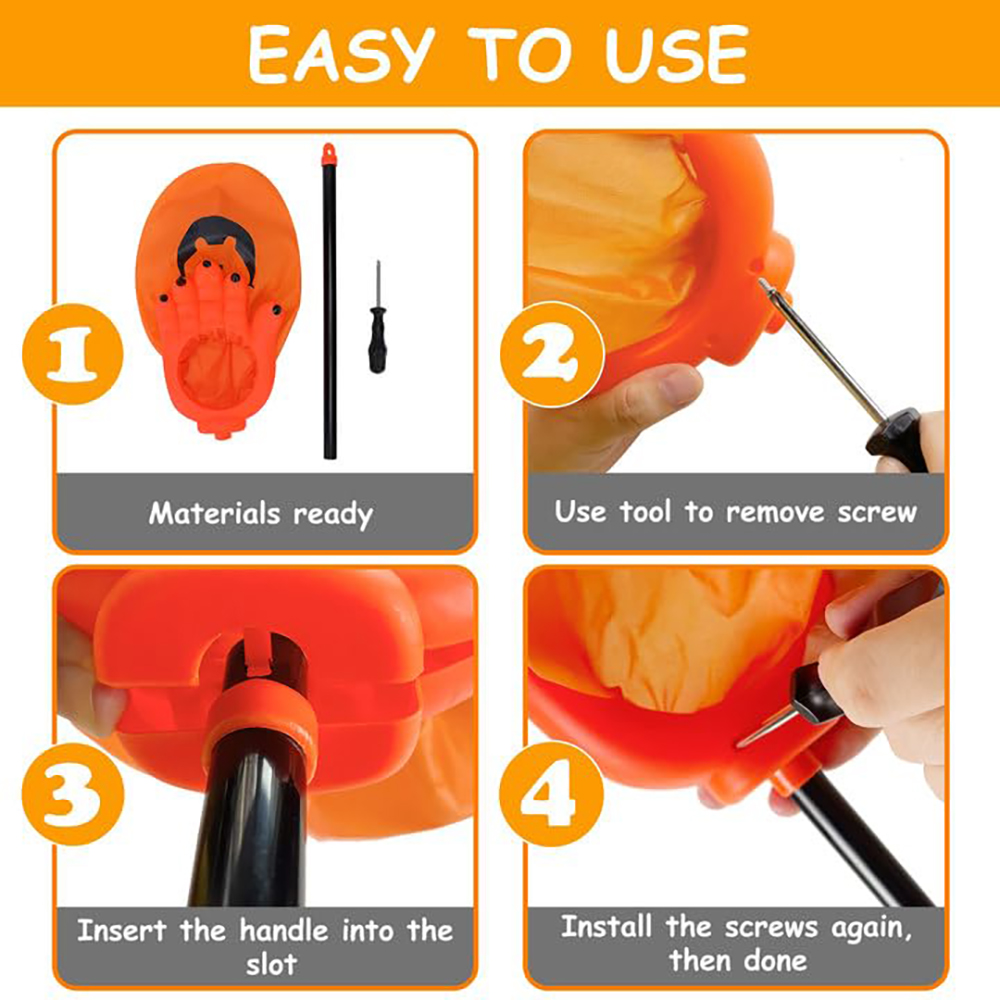 EASY TO USE
1
Materials ready
2
Use tool to remove screw
3
Insert the handle into the
slot
4
Install the screws again,
then done